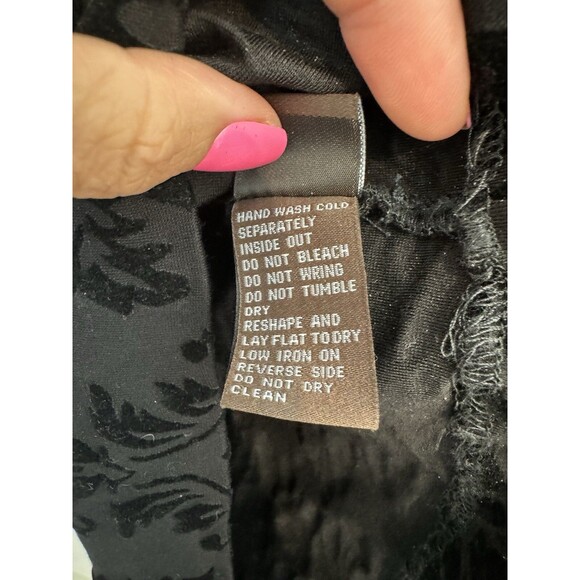 HAND WASH COLD
SEPARATELY
INSIDE OUT
DO NOT BLEACH
DO NOT WRING
DO NOT TUMBLE
DRY
RESHAPE AND
LAY FLAT TO DRY
LOW IRON ON
REVERSE SIDE
DO NOT DRY
CLEAN